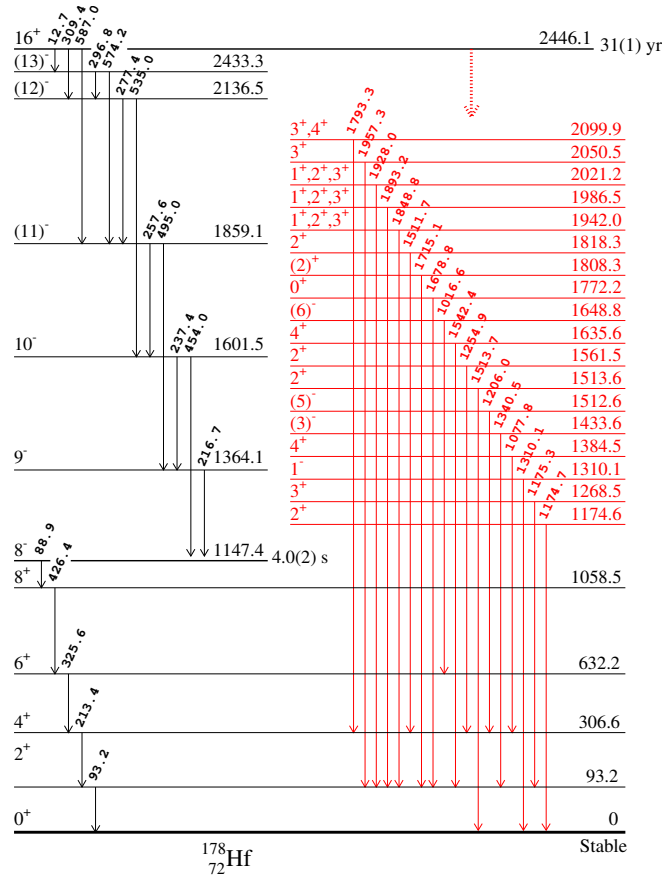 16⁺ 12.7 309.4 587.0 2446.1 31(1) yr
(13)⁻ 296.8 574.2 2433.3
(12)⁻ 277.4 535.0 2136.5
(11)⁻ 257.6 495.0 1859.1
10⁻ 237.4 454.0 1601.5
9⁻ 216.7 1364.1
8⁻ 88.9 1147.4 4.0(2) s
8⁺ 426.4 1058.5
6⁺ 325.6 632.2
4⁺ 213.4 306.6
2⁺ 93.2 93.2
0⁺ 0
Stable
3⁺,4⁺ 1793.3 2099.9
3⁺ 1957.3 2050.5
1⁺,2⁺,3⁺ 1928.0 2021.2
1⁺,2⁺,3⁺ 1893.2 1986.5
1⁺,2⁺,3⁺ 1848.8 1942.0
2⁺ 1511.7 1818.3
(2)⁺ 1715.1 1808.3
0⁺ 1678.8 1772.2
(6)⁻ 1016.6 1648.8
4⁺ 1542.4 1635.6
2⁺ 1254.9 1561.5
2⁺ 1513.7 1513.6
(5)⁻ 1206.0 1512.6
(3)⁻ 1340.5 1433.6
4⁺ 1077.8 1384.5
1⁻ 1310.1 1310.1
3⁺ 1175.3 1268.5
2⁺ 1174.7 1174.6
¹⁷⁸₇₂Hf